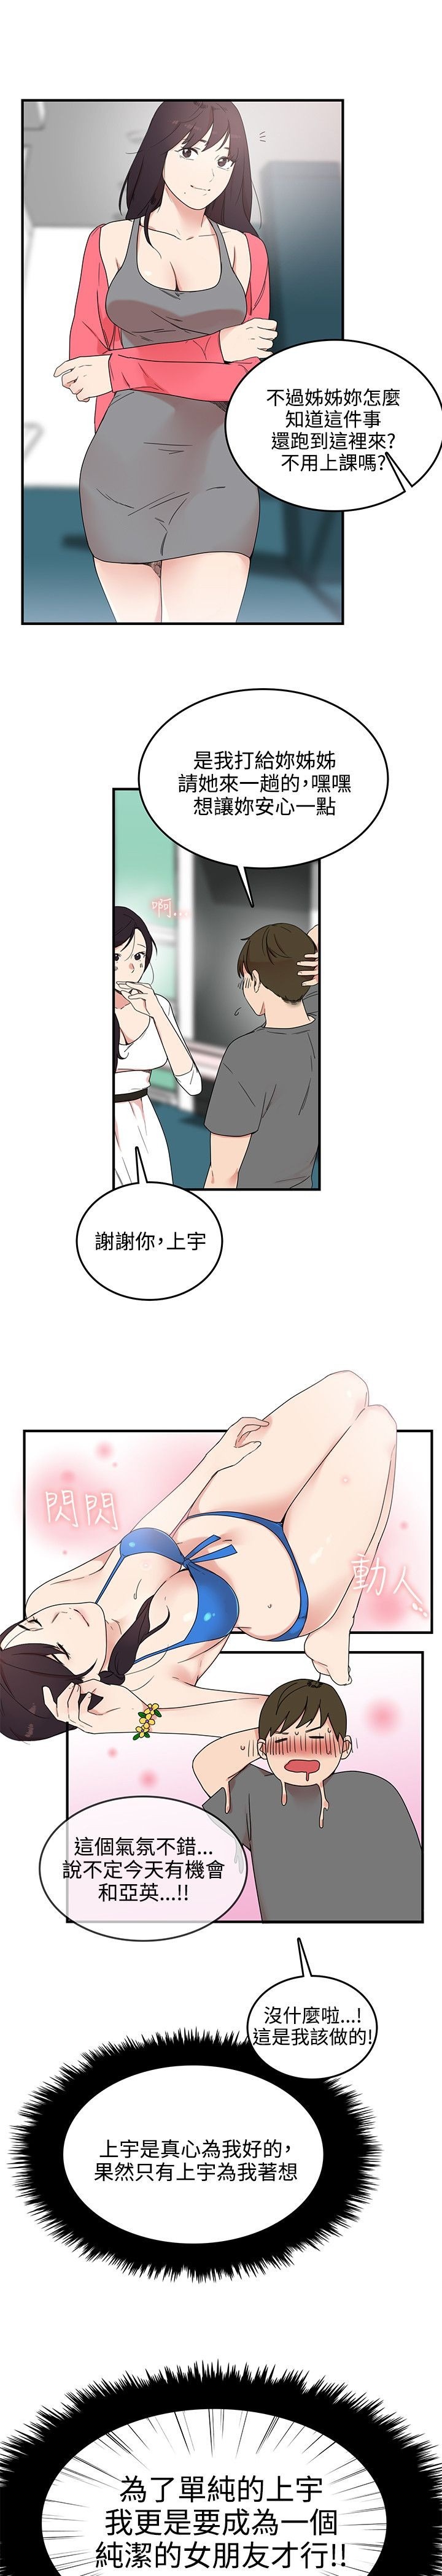 不過姊姊妳怎麼
知道這件事
還跑到這裡來?
不用上課嗎?
是我打給妳姊姊
請她來一趟的，嘿嘿
想讓妳安心一點
啊...
謝謝你，上宇
閃閃
動人...
這個氣氛不錯...
說不定今天有機會
和亞英...!!
沒什麼啦...!
這是我該做的!
上宇是真心為我好的，
果然只有上宇為我著想
為了單純的上宇
我更是要成為一個
純潔的女朋友才行!!